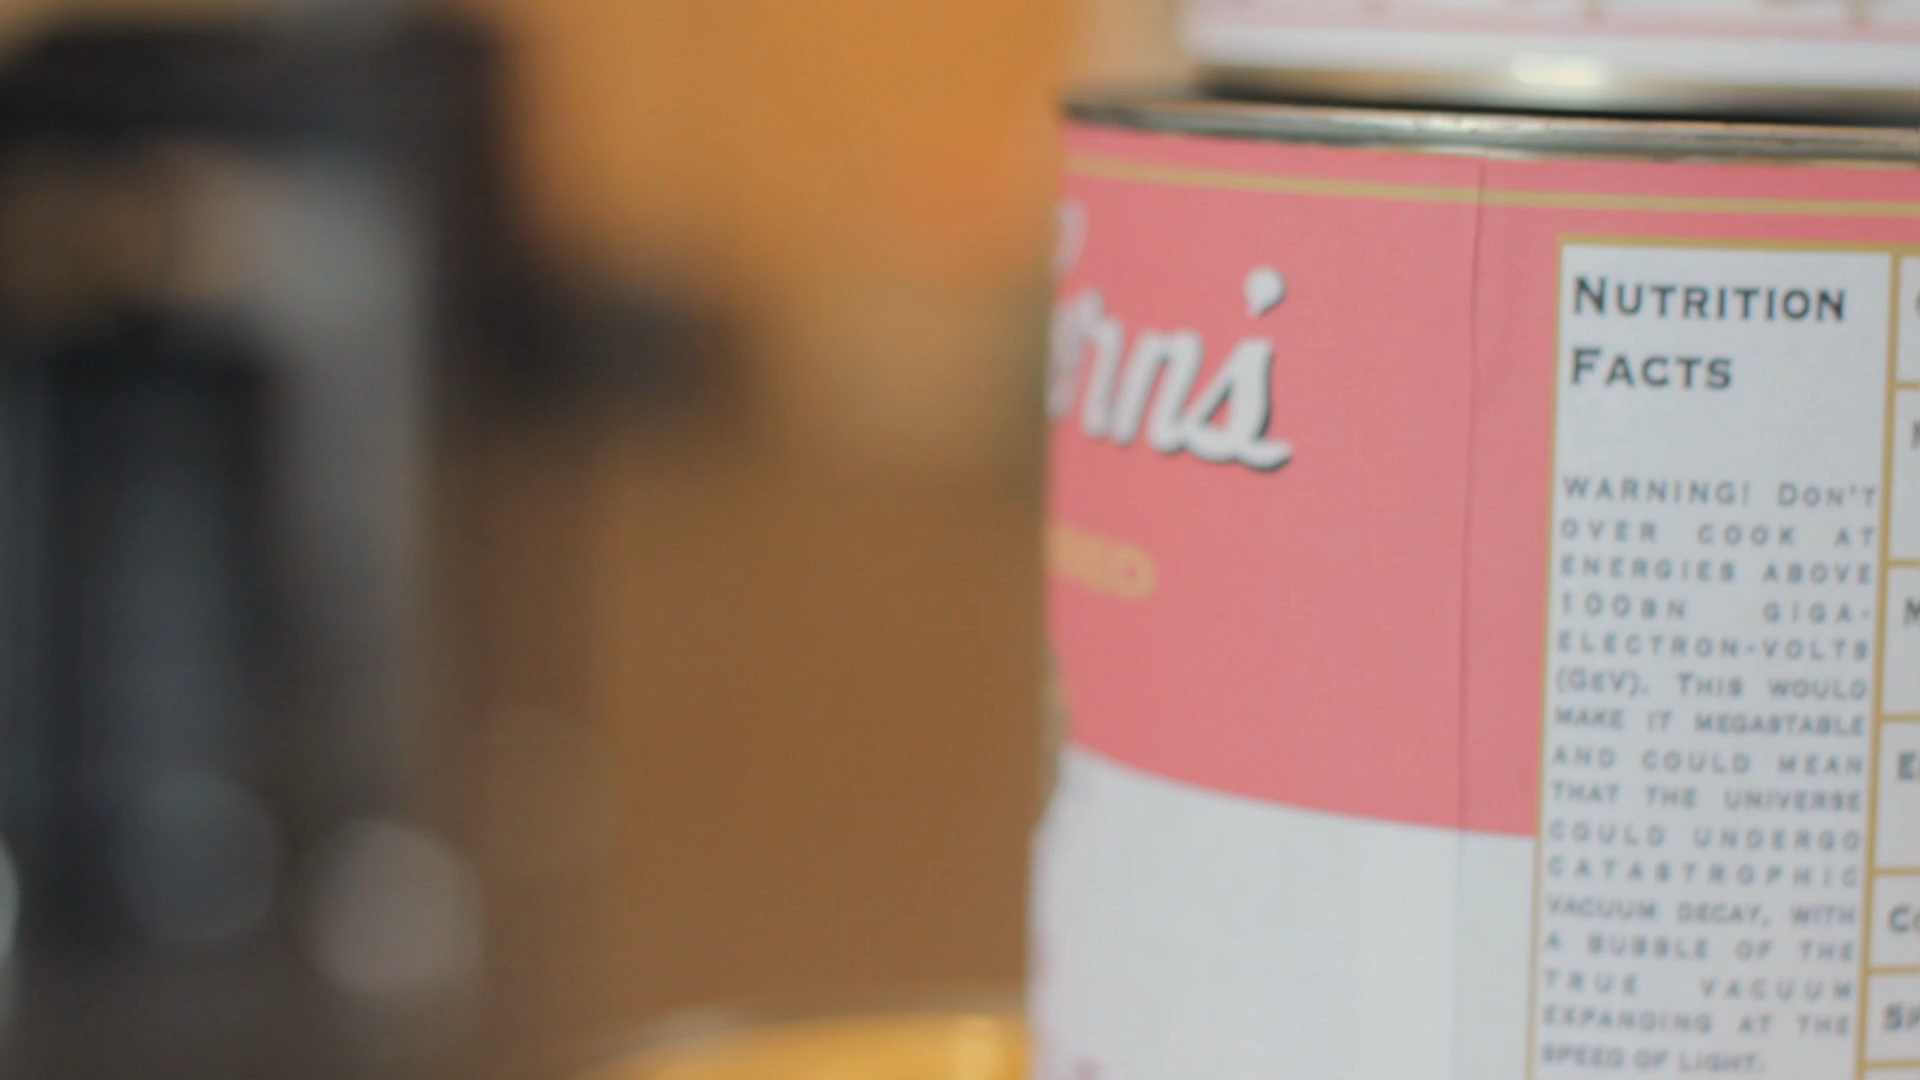 rns
NUTRITION
FACTS
WARNING! DON'T
OVER COOK AT
ENERGIES ABOVE
100BN GIGA-
ELECTRON-VOLTS
(GEV). THIS WOULD
MAKE IT MEGASTABLE
AND COULD MEAN
THAT THE UNIVERSE
COULD UNDERGO
CATASTROPHIC
VACUUM DECAY, WITH
A BUBBLE OF THE
TRUE VACUUM
EXPANDING AT THE
SPEED OF LIGHT.